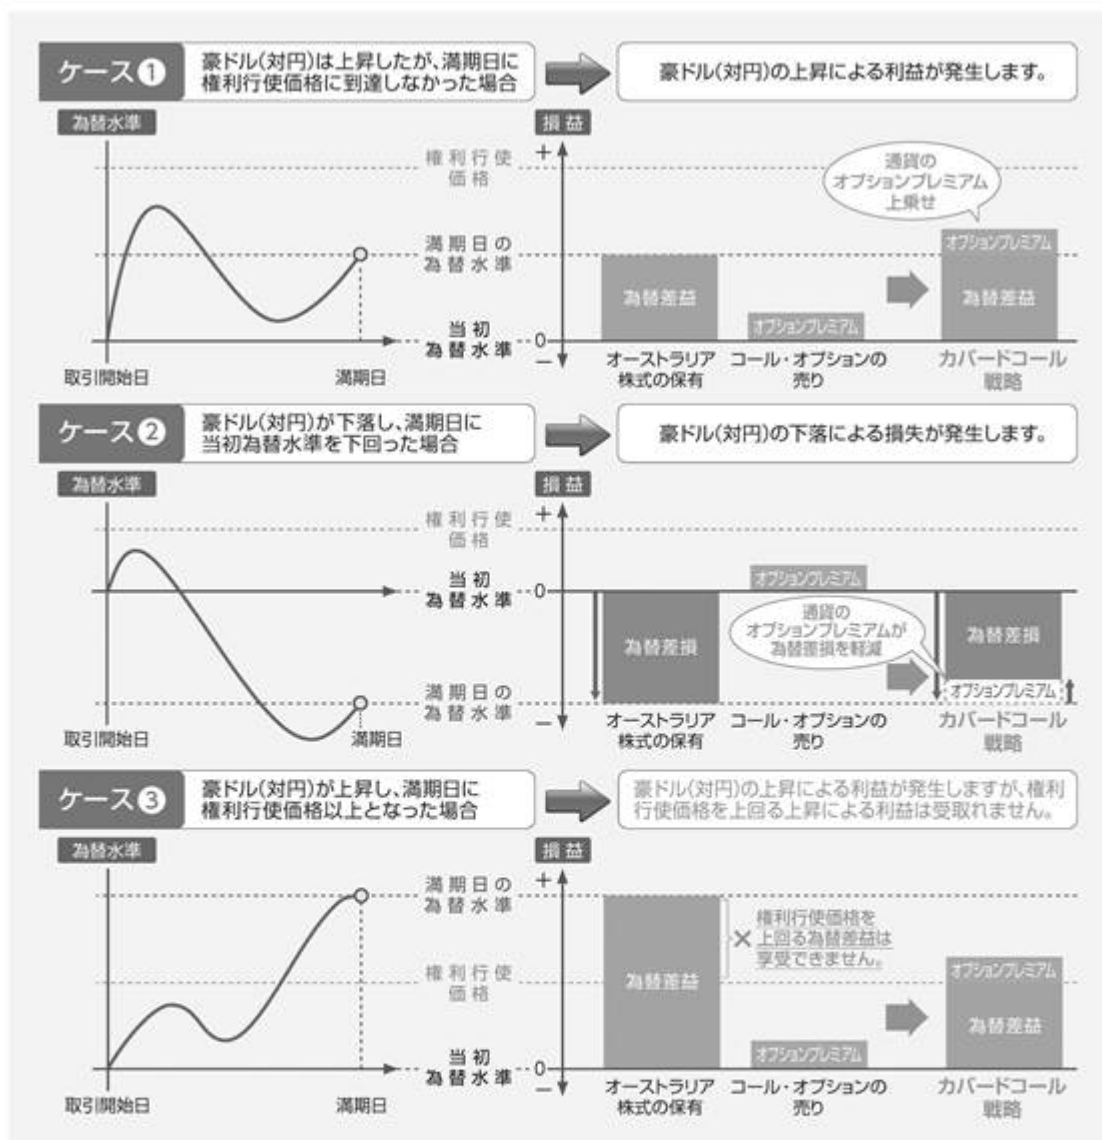 ケース❶
豪ドル(対円)は上昇したが、満期日に
権利行使価格に到達しなかった場合
豪ドル(対円)の上昇による利益が発生します。
為替水準
権利行使
価格
満期日の
為替水準
当初
為替水準
取引開始日
満期日
損益
+
0
−
為替差益
オプションプレミアム
通貨の
オプションプレミアム
上乗せ
オプションプレミアム
為替差益
オーストラリア
株式の保有
コール・オプションの
売り
カバードコール
戦略
ケース❷
豪ドル(対円)が下落し、満期日に
当初為替水準を下回った場合
豪ドル(対円)の下落による損失が発生します。
為替水準
権利行使
価格
当初
為替水準
満期日の
為替水準
取引開始日
満期日
損益
+
0
−
為替差損
オプションプレミアム
通貨の
オプションプレミアムが
為替差損を軽減
為替差損
オプションプレミアム
オーストラリア
株式の保有
コール・オプションの
売り
カバードコール
戦略
ケース❸
豪ドル(対円)が上昇し、満期日に
権利行使価格以上となった場合
豪ドル(対円)の上昇による利益が発生しますが、権利
行使価格を上回る上昇による利益は受取れません。
為替水準
満期日の
為替水準
権利行使
価格
当初
為替水準
取引開始日
満期日
損益
+
0
−
為替差益
×
権利行使価格を
上回る為替差益は
享受できません。
オプションプレミアム
オプションプレミアム
為替差益
オーストラリア
株式の保有
コール・オプションの
売り
カバードコール
戦略